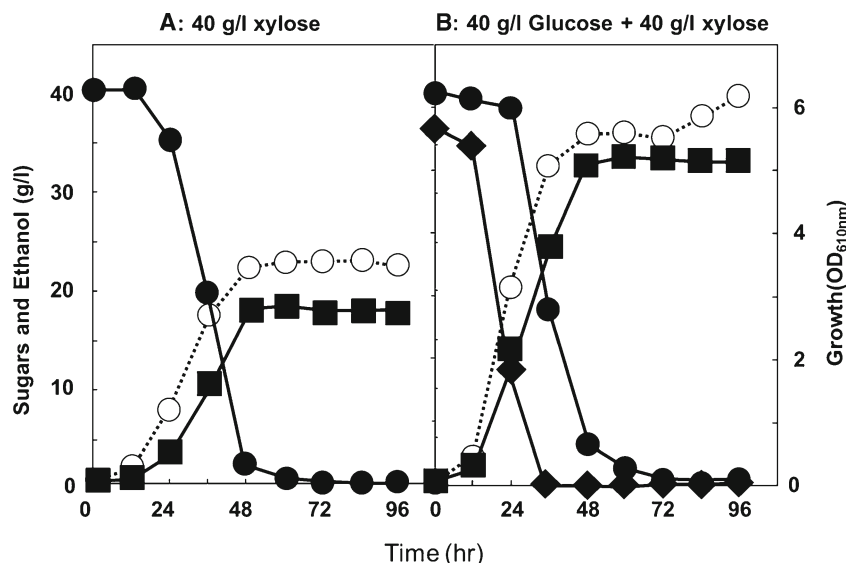 A: 40 g/l xylose
B: 40 g/l Glucose + 40 g/l xylose
Sugars and Ethanol (g/l)
40
30
20
10
0
6
4
2
0
Growth(OD610nm)
0 24 48 72 96 0 24 48 72 96
Time (hr)